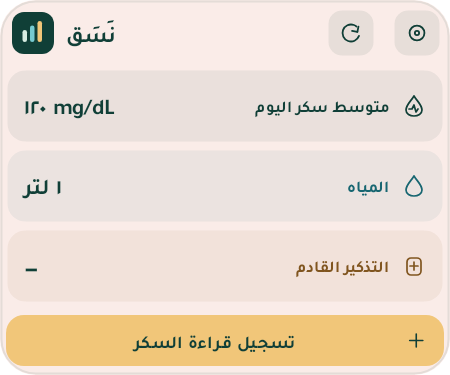 نَسَق
متوسط سكر اليوم ١٢٠ mg/dL
المياه ١ لتر
التذكير القادم –
+ تسجيل قراءة السكر